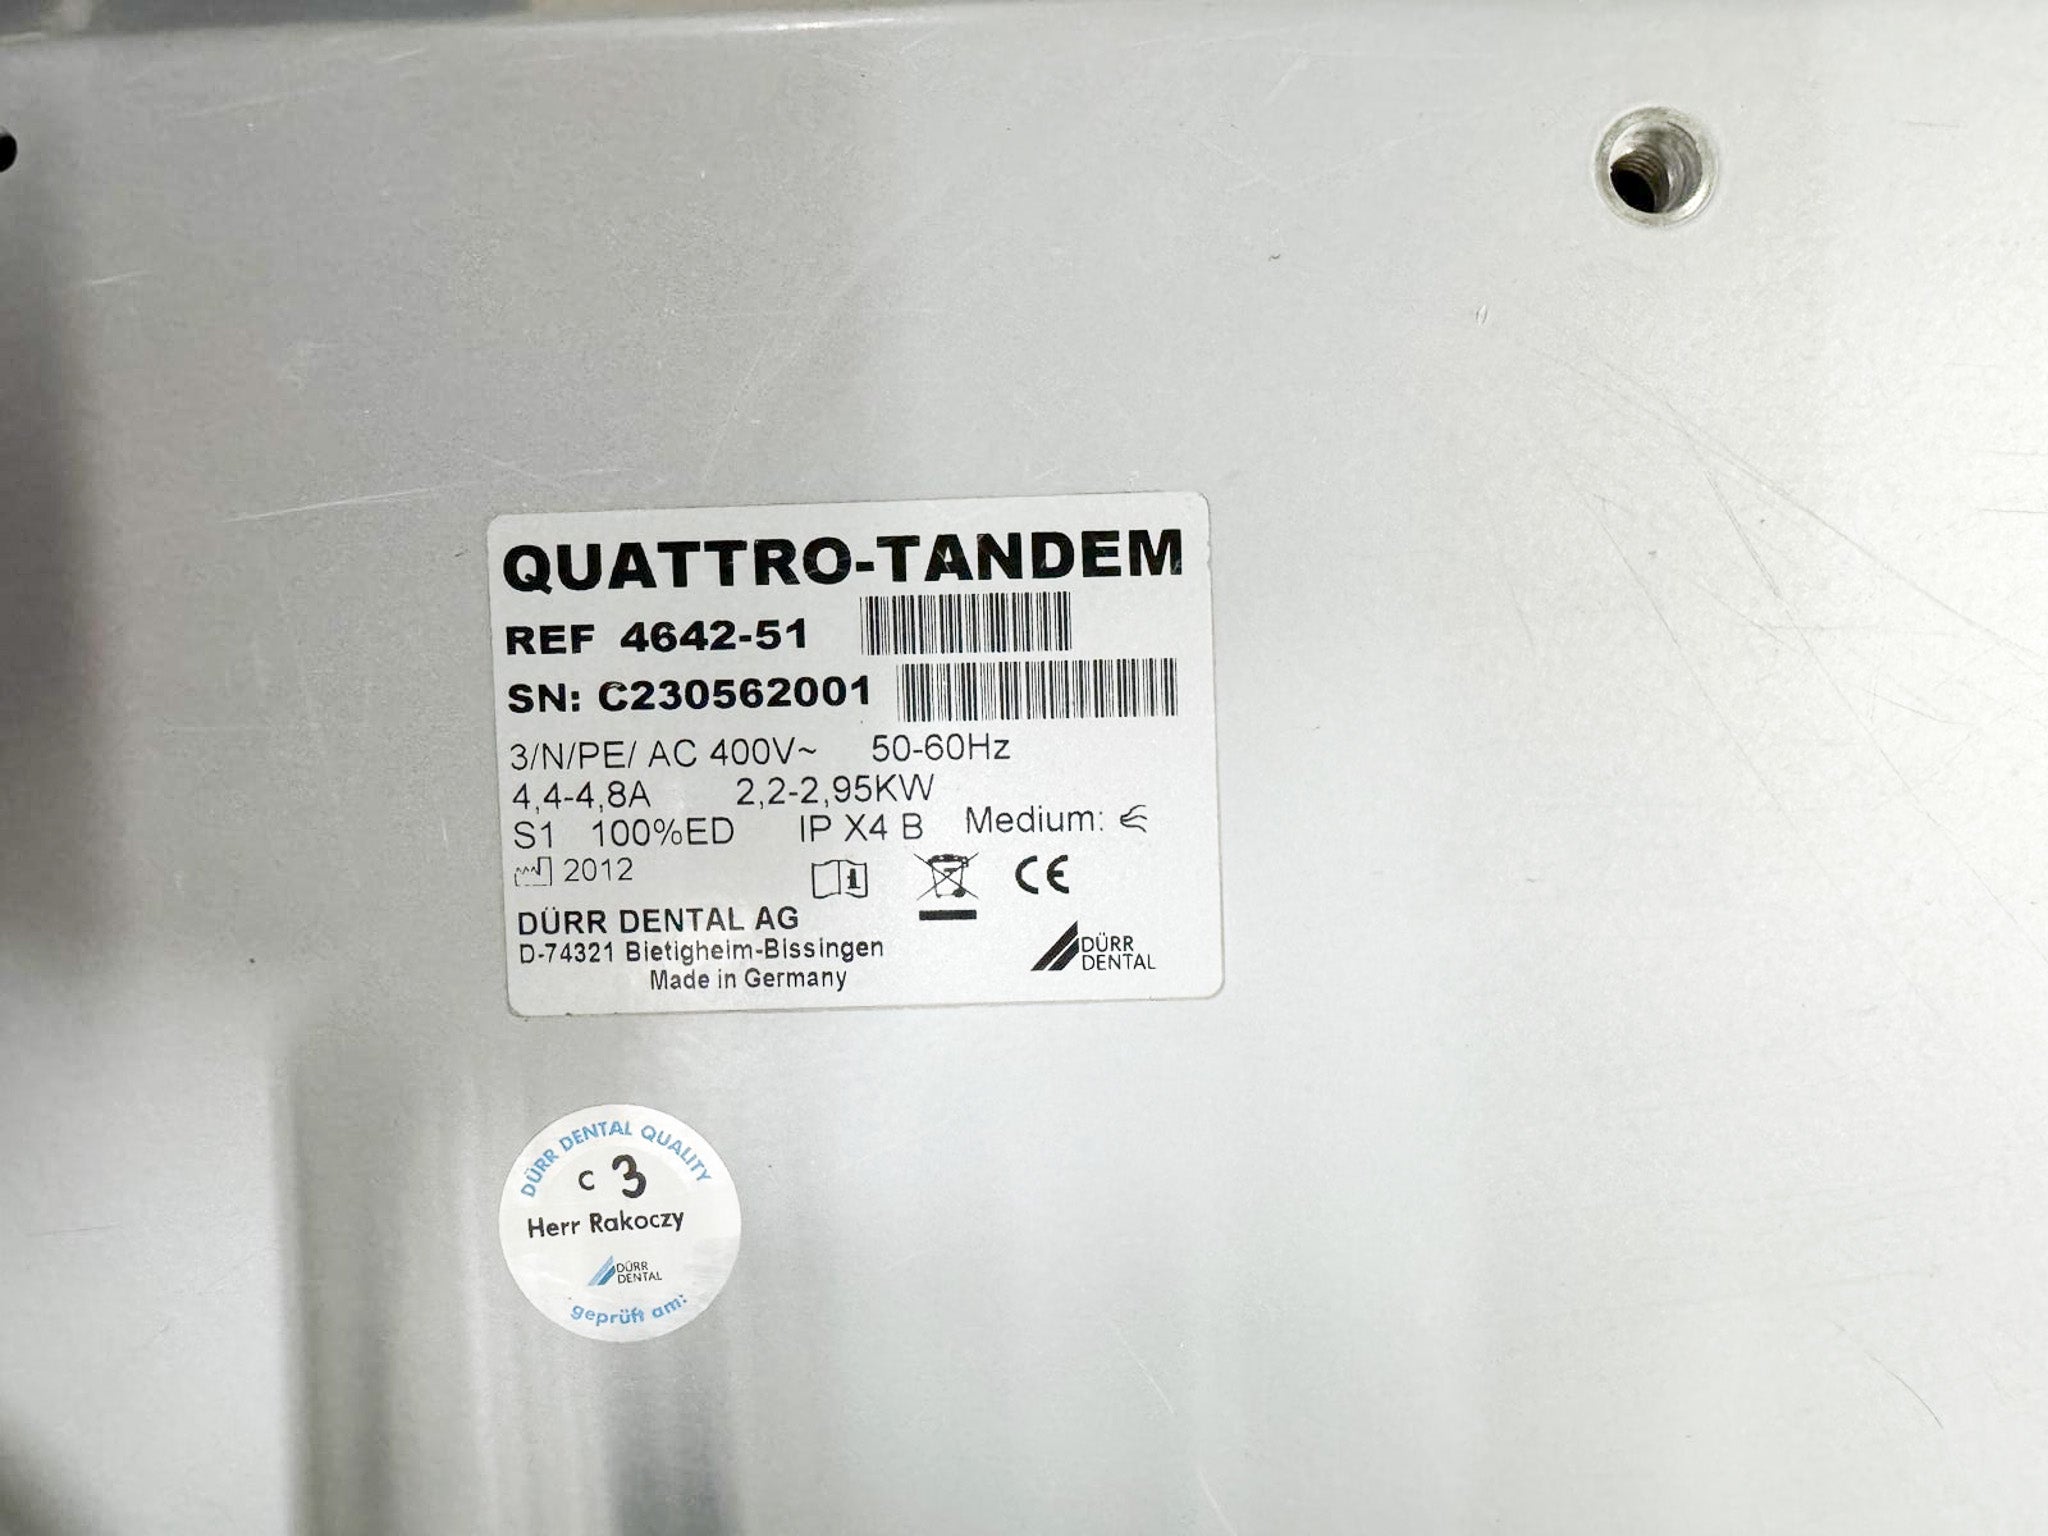 QUATTRO-TANDEM
REF 4642-51
SN: C230562001
3/N/PE/ AC 400V~ 50-60Hz
4,4-4,8A 2,2-2,95KW
S1 100%ED IP X4 B Medium:
2012
CE
DÜRR DENTAL AG
D-74321 Bietigheim-Bissingen
Made in Germany
DÜRR
DENTAL
DÜRR DENTAL QUALITY
C 3
Herr Rakoczy
DÜRR
DENTAL
geprüft am: